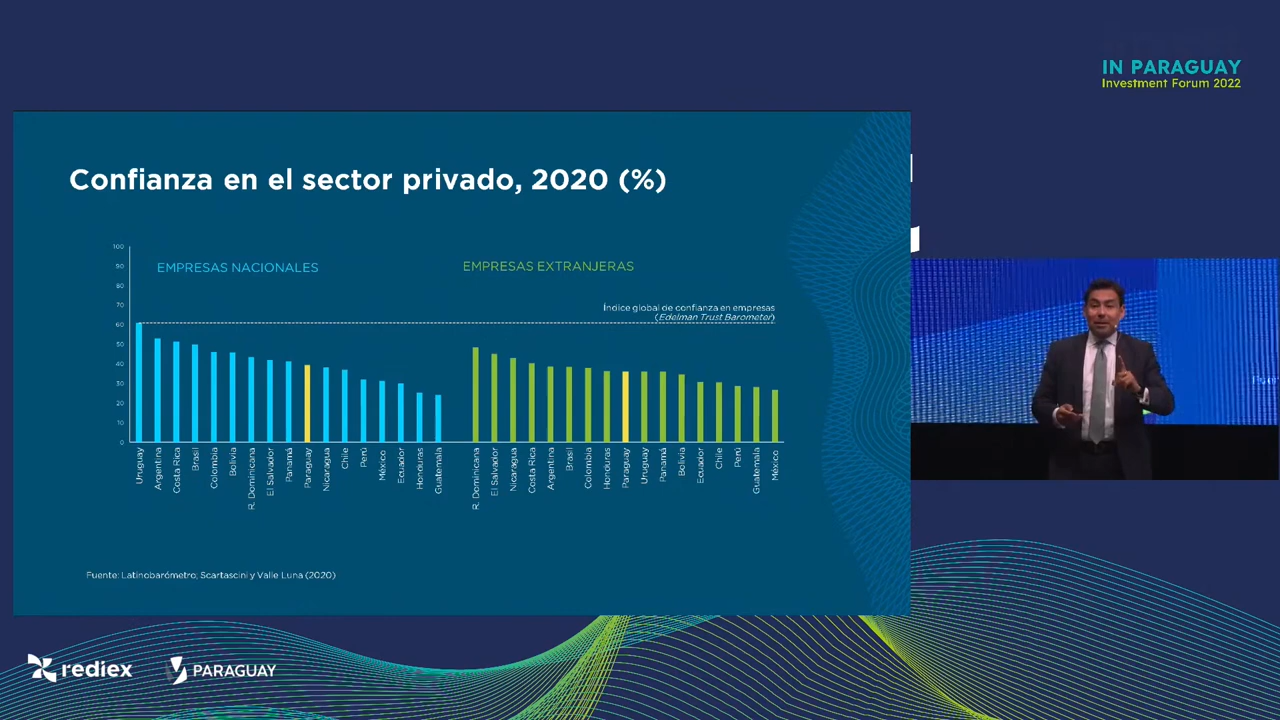 IN PARAGUAY
Investment Forum 2022
Confianza en el sector privado, 2020 (%)
100
90
80
70
60
50
40
30
20
10
0
EMPRESAS NACIONALES
EMPRESAS EXTRANJERAS
Índice global de confianza en empresas
(Edelman Trust Barometer)
Uruguay
Argentina
Costa Rica
Brasil
Colombia
Bolivia
R. Dominicana
El Salvador
Panamá
Paraguay
Nicaragua
Chile
Perú
México
Ecuador
Honduras
Guatemala
R. Dominicana
El Salvador
Nicaragua
Costa Rica
Argentina
Brasil
Colombia
Honduras
Paraguay
Uruguay
Panamá
Bolivia
Ecuador
Chile
Perú
Guatemala
México
Fuente: Latinobarómetro; Scartascini y Valle Luna (2020)
rediex
PARAGUAY